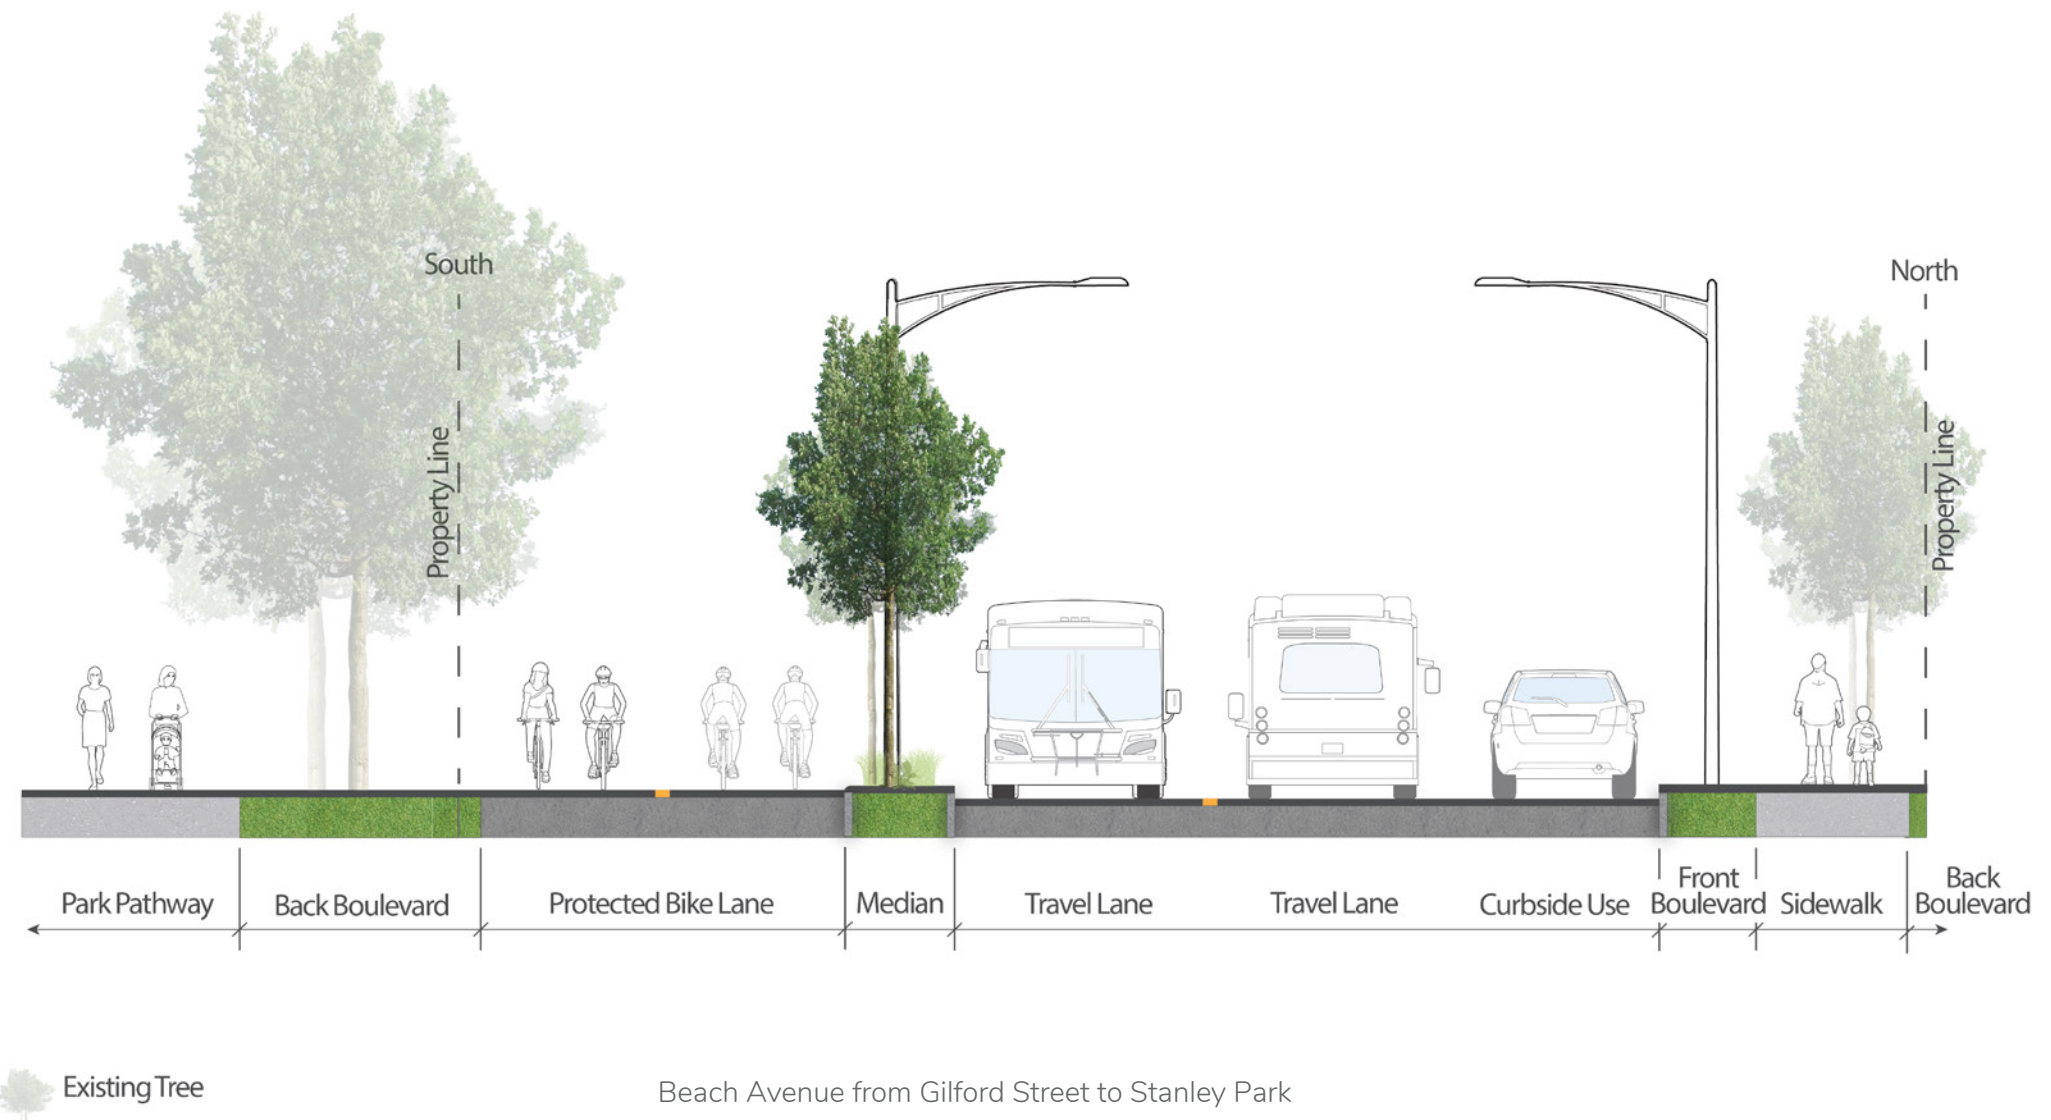 South
North
Property Line
Property Line
Park Pathway
Back Boulevard
Protected Bike Lane
Median
Travel Lane
Travel Lane
Curbside Use
Front
Boulevard
Sidewalk
Back
Boulevard
Existing Tree
Beach Avenue from Gilford Street to Stanley Park